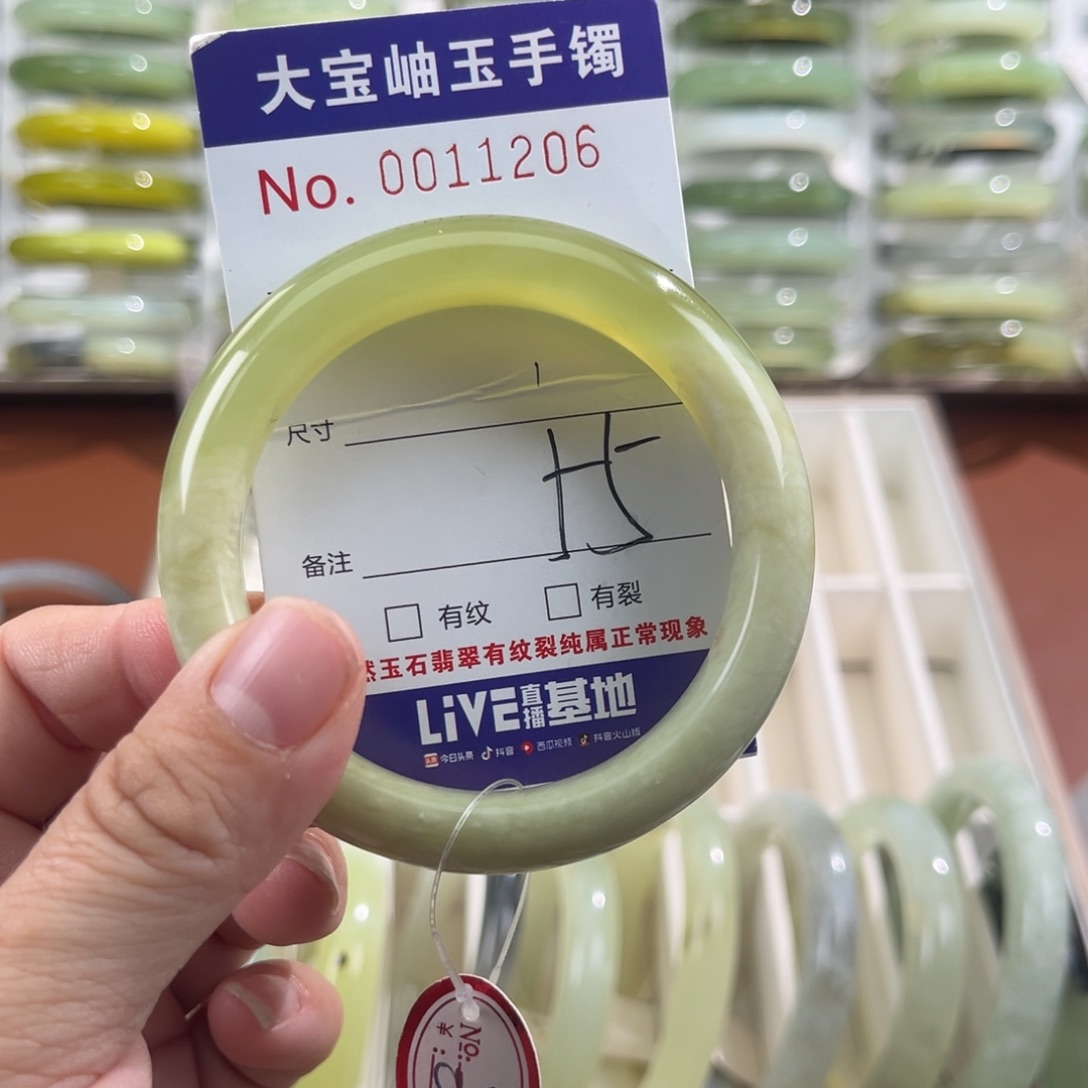 大宝岫玉手镯
No. 0011206
尺寸
备注
□ 有纹 □ 有裂
然玉石翡翠有纹裂纯属正常现象
LIVE直播基地
今日头条 抖音 西瓜视频 抖音火山版
No.:
大: